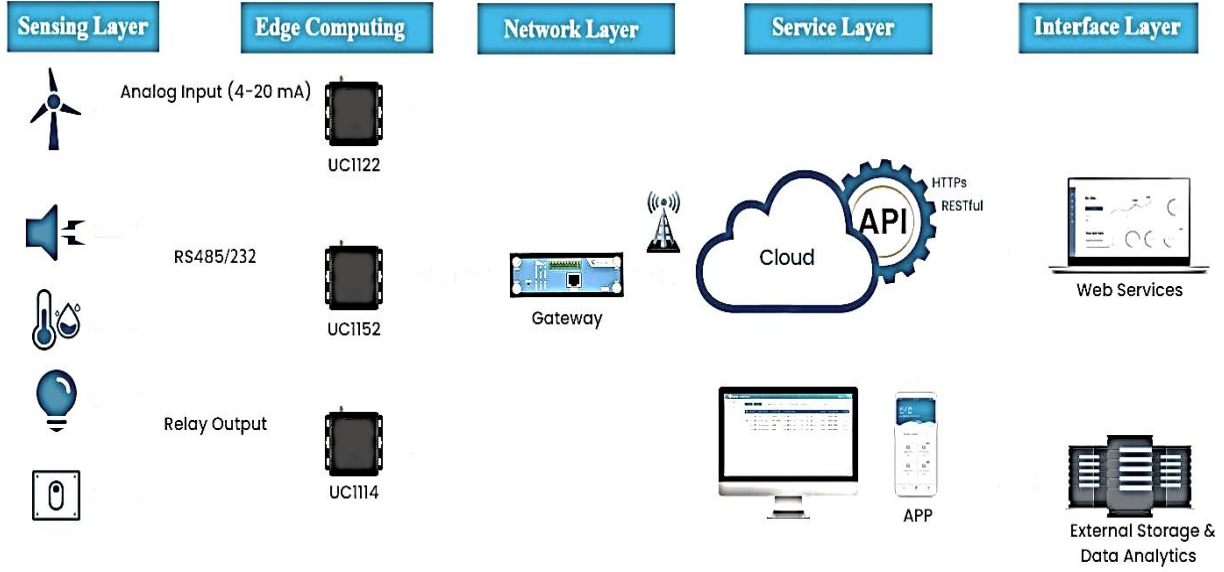 Sensing Layer
Edge Computing
Network Layer
Service Layer
Interface Layer
Analog Input (4-20 mA)
UC1122
RS485/232
UC1152
Relay Output
UC1114
Gateway
Cloud
API
HTTPs
RESTful
APP
Web Services
External Storage &
Data Analytics